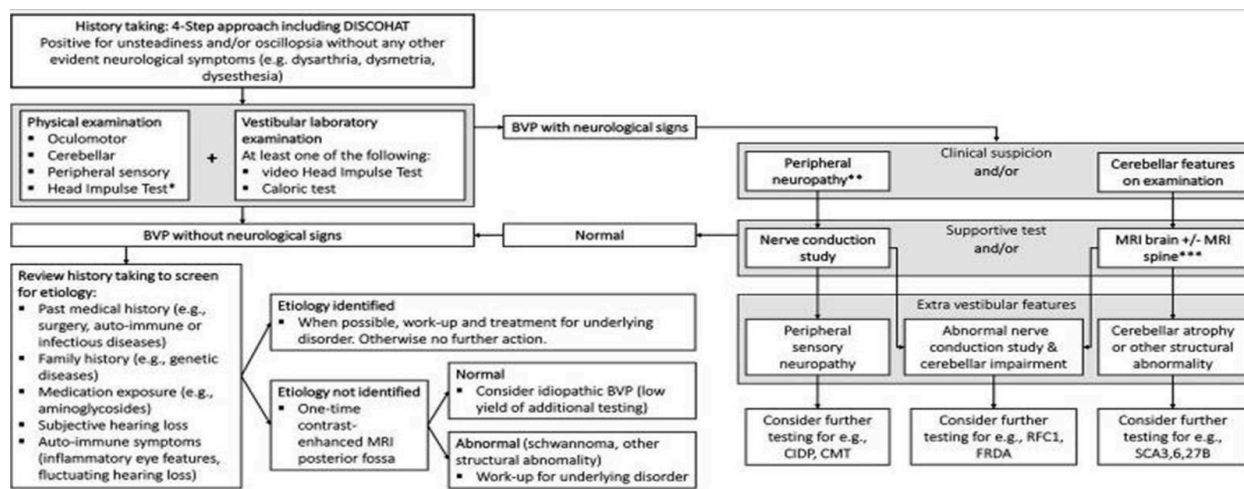 History taking: 4-Step approach including DISCOHAT
Positive for unsteadiness and/or oscillopsia without any other
evident neurological symptoms (e.g. dysarthria, dysmetria,
dysesthesia)
Physical examination
▪ Oculomotor
▪ Cerebellar
▪ Peripheral sensory
▪ Head Impulse Test*
+
Vestibular laboratory
examination
At least one of the following:
▪ video Head Impulse Test
▪ Caloric test
BVP with neurological signs
Clinical suspicion
and/or
Peripheral
neuropathy**
Cerebellar features
on examination
BVP without neurological signs
Normal
Supportive test
and/or
Nerve conduction
study
MRI brain +/- MRI
spine***
Review history taking to screen
for etiology:
▪ Past medical history (e.g.,
surgery, auto-immune or
infectious diseases)
▪ Family history (e.g., genetic
diseases)
▪ Medication exposure (e.g.,
aminoglycosides)
▪ Subjective hearing loss
▪ Auto-immune symptoms
(inflammatory eye features,
fluctuating hearing loss)
Etiology identified
▪ When possible, work-up and treatment for underlying
disorder. Otherwise no further action.
Etiology not identified
▪ One-time
contrast-
enhanced MRI
posterior fossa
Normal
▪ Consider idiopathic BVP (low
yield of additional testing)
Abnormal (schwannoma, other
structural abnomality)
▪ Work-up for underlying disorder
Extra vestibular features
Peripheral
sensory
neuropathy
Abnormal nerve
conduction study &
cerebellar impairment
Cerebellar atrophy
or other structural
abnormality
Consider further
testing for e.g.,
CIDP, CMT
Consider further
testing for e.g., RFC1,
FRDA
Consider further
testing for e.g.,
SCA3,6,27B